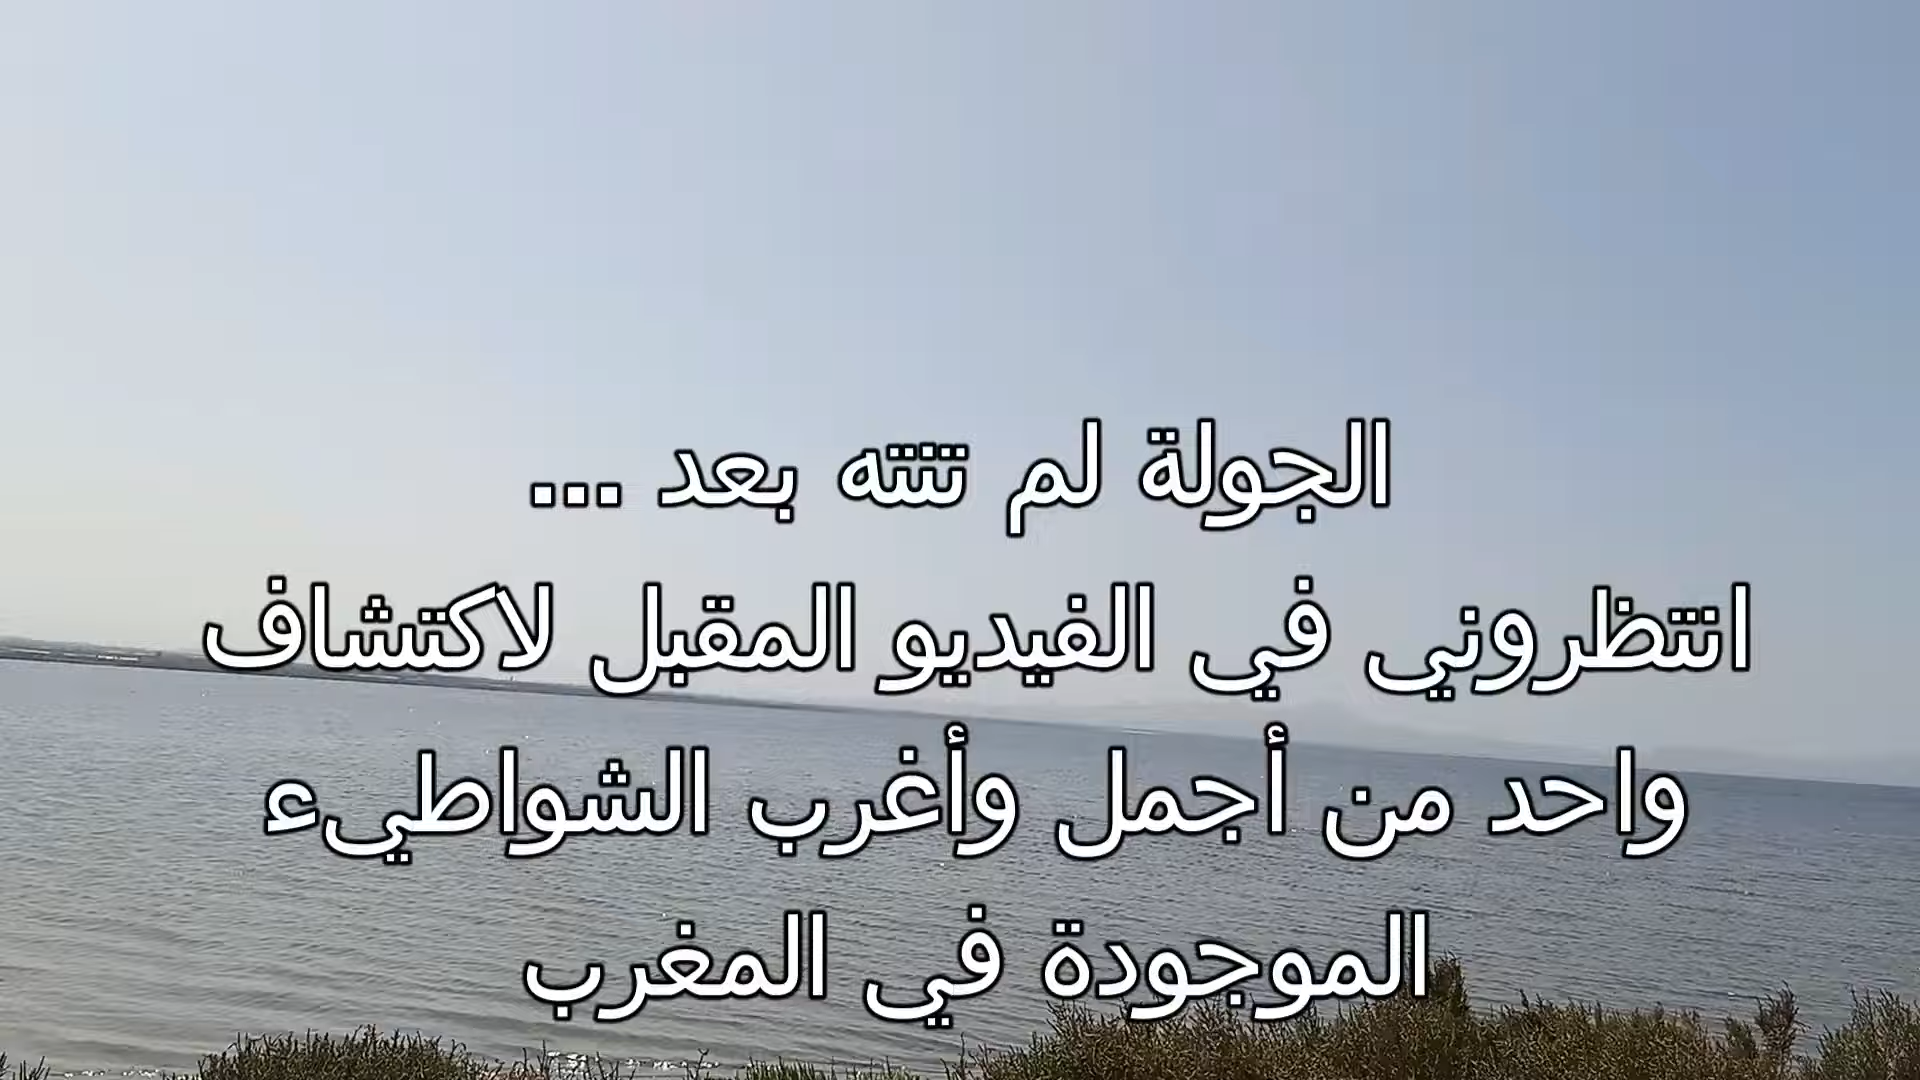 الجولة لم تنته بعد ...
انتظروني في الفيديو المقبل لاكتشاف
واحد من أجمل وأغرب الشواطيء
الموجودة في المغرب